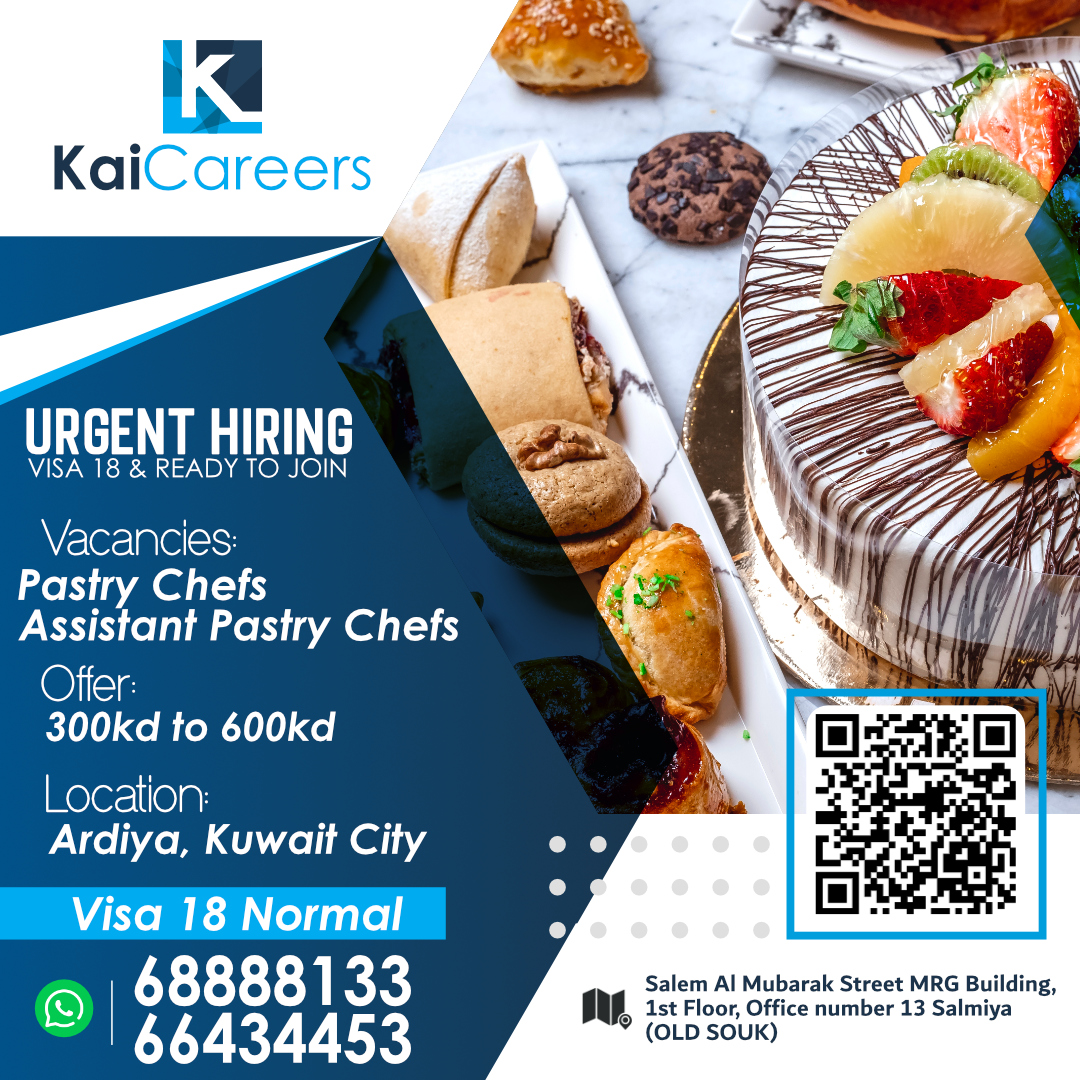 K
KaiCareers
URGENT HIRING
VISA 18 & READY TO JOIN
Vacancies:
Pastry Chefs
Assistant Pastry Chefs
Offer:
300kd to 600kd
Location:
Ardiya, Kuwait City
Visa 18 Normal
68888133
66434453
Salem Al Mubarak Street MRG Building,
1st Floor, Office number 13 Salmiya
(OLD SOUK)